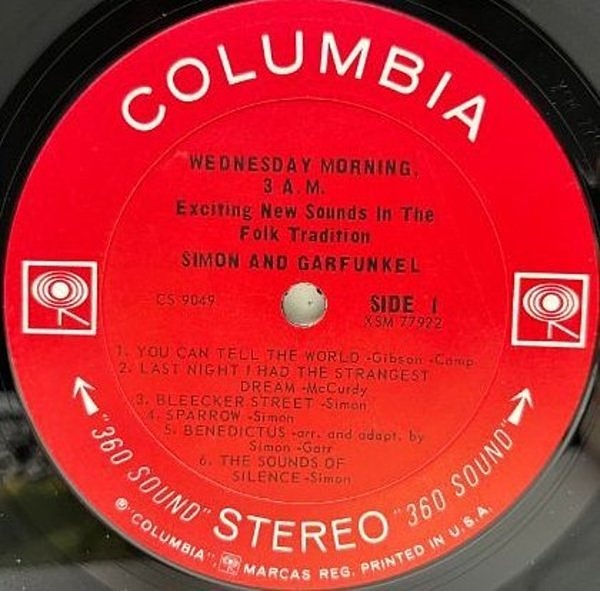 COLUMBIA
WEDNESDAY MORNING,
3 A.M.
Exciting New Sounds In The
Folk Tradition
SIMON AND GARFUNKEL
CS 9049
SIDE 1
XSM 77922
1. YOU CAN TELL THE WORLD -Gibson -Camp
2. LAST NIGHT I HAD THE STRANGEST
DREAM -McCurdy
3. BLEECKER STREET -Simon
4. SPARROW -Simon
5. BENEDICTUS -arr. and adapt. by
Simon -Garr
6. THE SOUNDS OF
SILENCE -Simon
"360 SOUND" STEREO "360 SOUND"
® "COLUMBIA", MARCAS REG. PRINTED IN U.S.A.